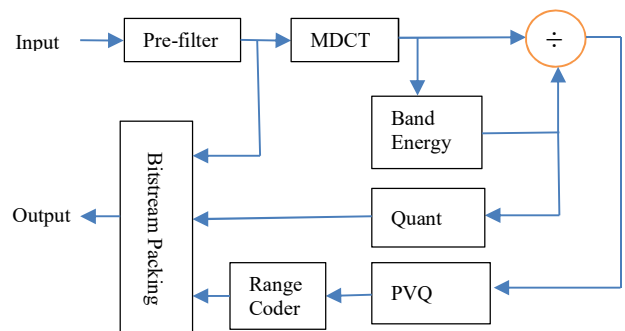 Input
Pre-filter
MDCT
÷
Band
Energy
Bitstream Packing
Output
Quant
Range
Coder
PVQ